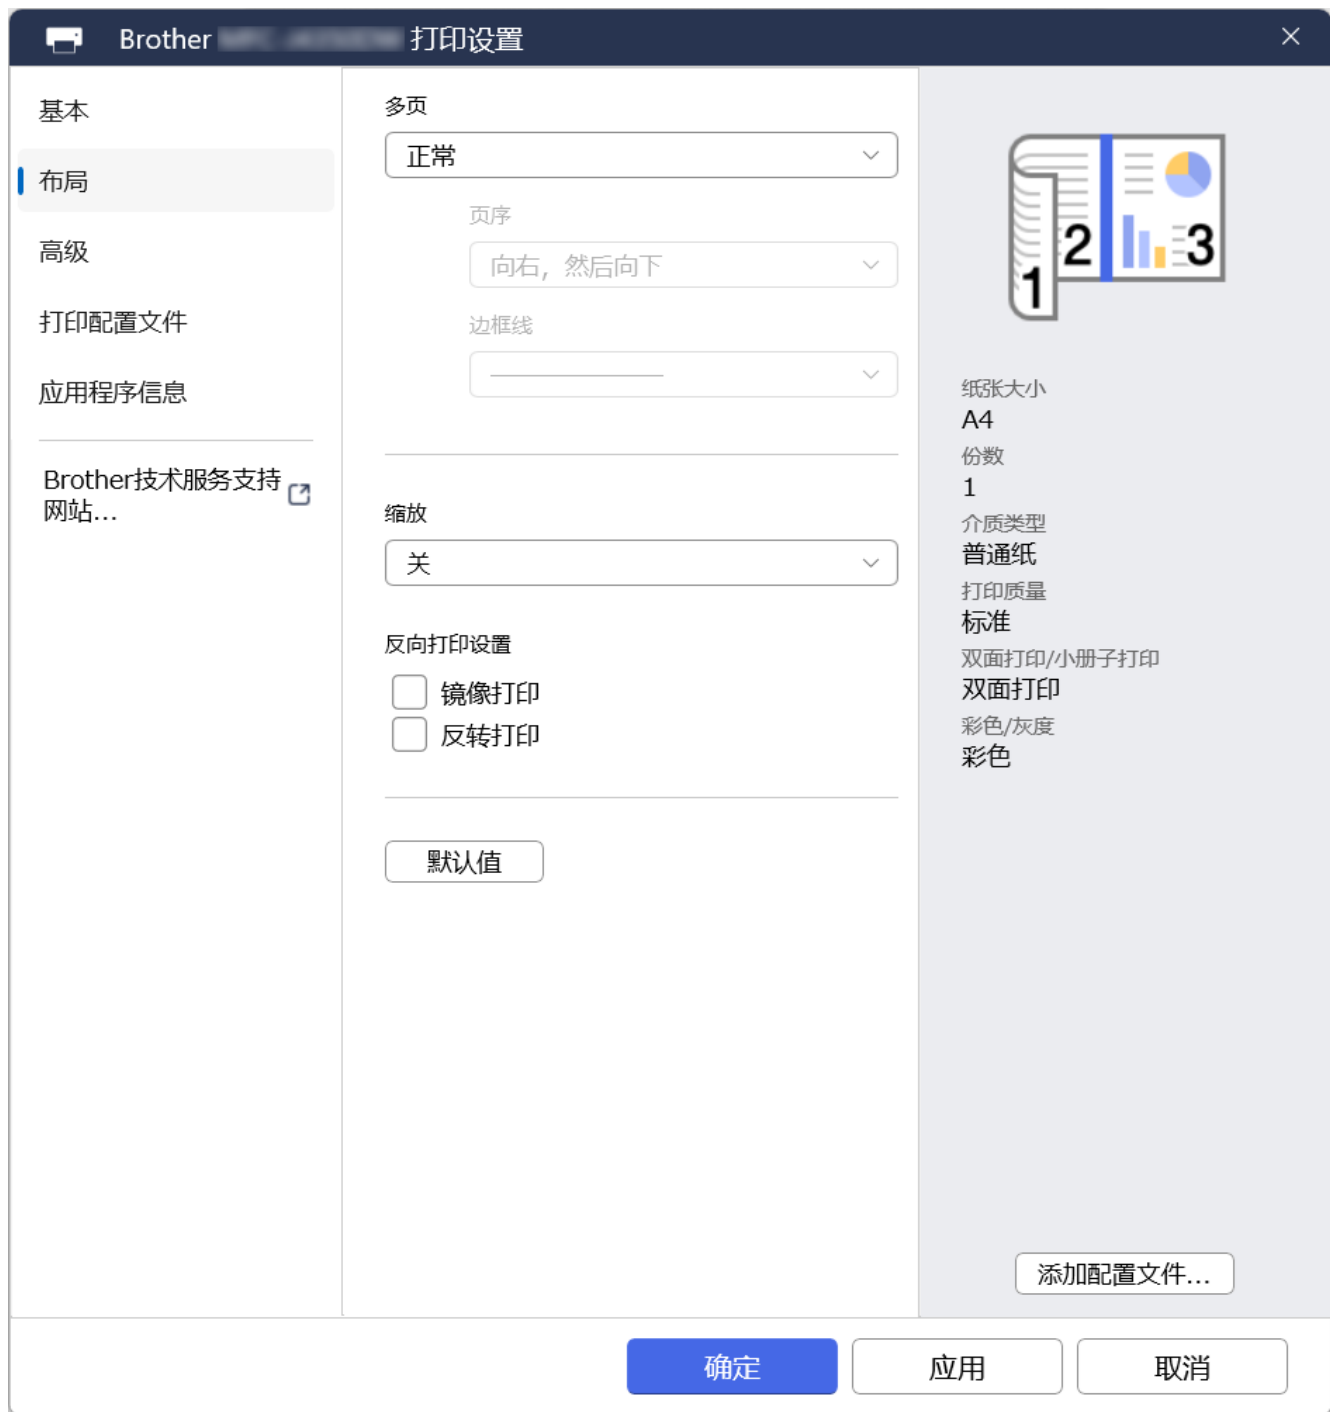 Brother 打印设置
基本
布局
高级
打印配置文件
应用程序信息
Brother技术服务支持
网站...
多页
正常
页序
向右，然后向下
边框线
缩放
关
反向打印设置
镜像打印
反转打印
默认值
1
2
3
纸张大小
A4
份数
1
介质类型
普通纸
打印质量
标准
双面打印/小册子打印
双面打印
彩色/灰度
彩色
添加配置文件...
确定
应用
取消